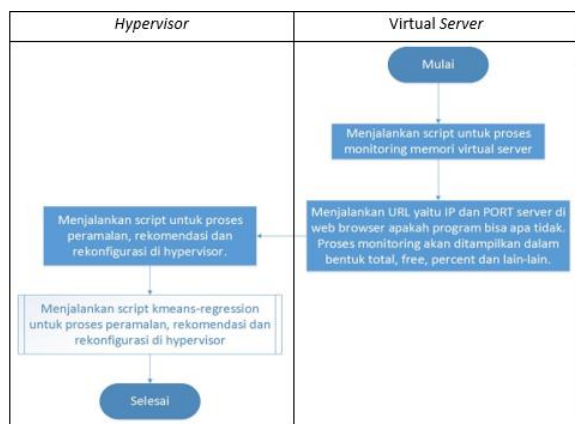 Hypervisor
Virtual Server
Mulai
Menjalankan script untuk proses
monitoring memori virtual server
Menjalankan URL yaitu IP dan PORT server di
web browser apakah program bisa apa tidak.
Proses monitoring akan ditampilkan dalam
bentuk total, free, percent dan lain-lain.
Menjalankan script untuk proses
peramalan, rekomendasi dan
rekonfigurasi di hypervisor.
Menjalankan script kmeans-regression
untuk proses peramalan, rekomendasi dan
rekonfigurasi di hypervisor
Selesai